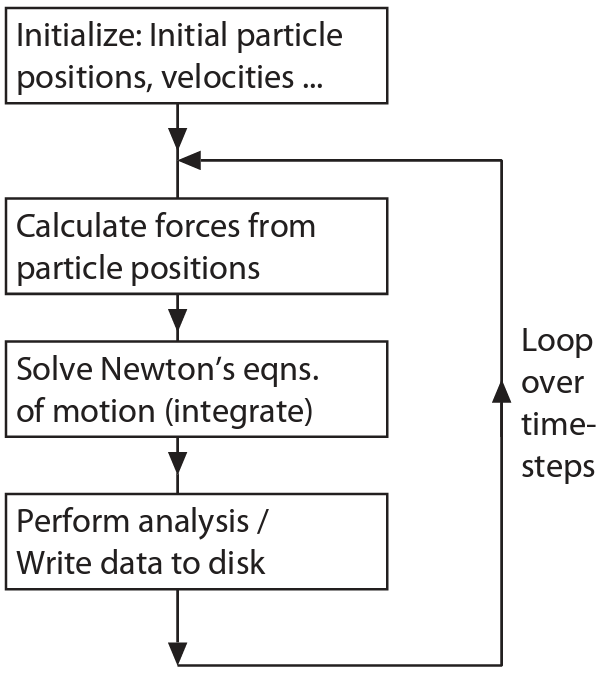 Initialize: Initial particle
positions, velocities ...
Calculate forces from
particle positions
Solve Newton’s eqns.
of motion (integrate)
Perform analysis /
Write data to disk
Loop
over
time-
steps